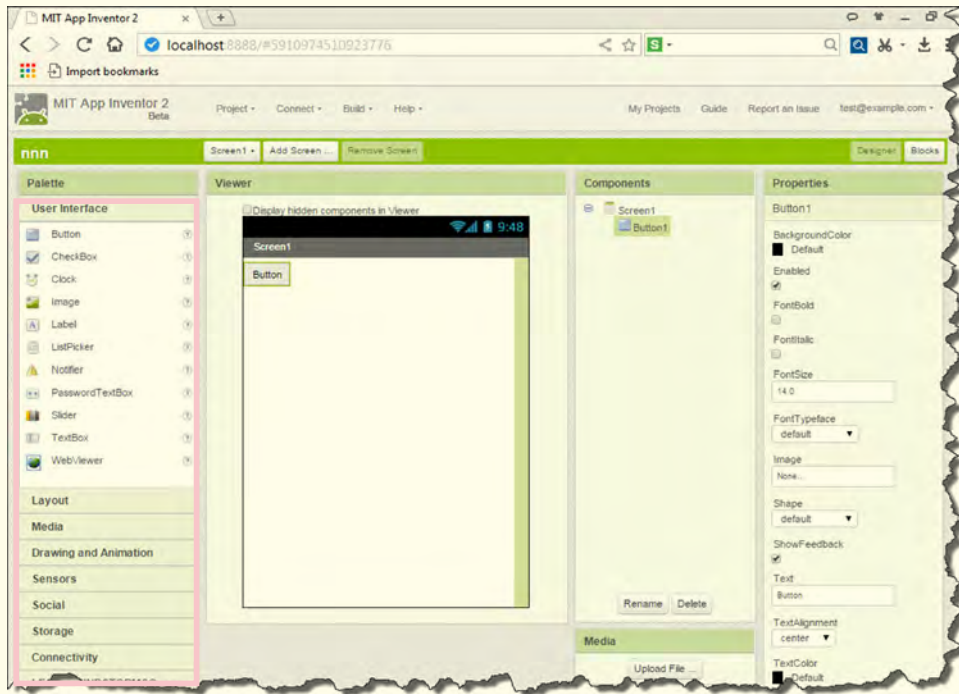 MIT App Inventor 2
localhost:8888/#5910974510923776
S
Import bookmarks
MIT App Inventor 2
Beta
Project
Connect
Build
Help
My Projects
Guide
Report an Issue
test@example.com
nnn
Screen1
Add Screen ...
Remove Screen
Designer
Blocks
Palette
User Interface
Button
CheckBox
Clock
Image
Label
ListPicker
Notifier
PasswordTextBox
Slider
TextBox
WebViewer
Layout
Media
Drawing and Animation
Sensors
Social
Storage
Connectivity
Viewer
Display hidden components in Viewer
9:48
Screen1
Button
Components
Screen1
Button1
Rename
Delete
Media
Upload File ...
Properties
Button1
BackgroundColor
Default
Enabled
FontBold
FontItalic
FontSize
14.0
FontTypeface
default
Image
None...
Shape
default
ShowFeedback
Text
Button
TextAlignment
center
TextColor
Default